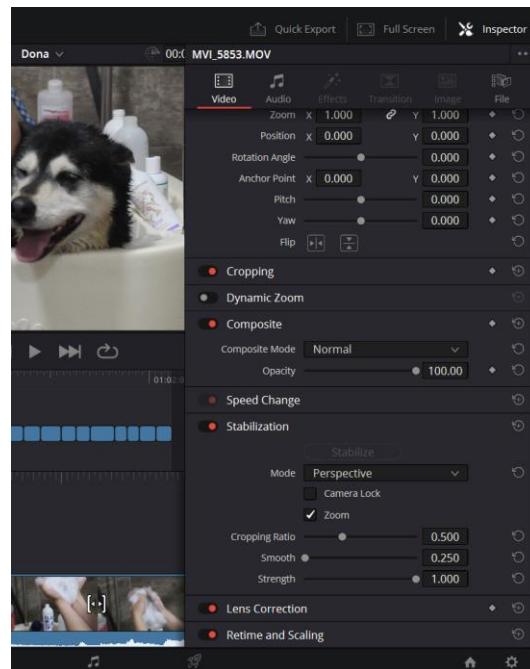 Quick Export Full Screen Inspector
Dona MVI_5853.MOV
Video Audio Effects Transition Image File
Zoom X 1.000 Y 1.000
Position X 0.000 Y 0.000
Rotation Angle 0.000
Anchor Point X 0.000 Y 0.000
Pitch 0.000
Yaw 0.000
Flip
Cropping
Dynamic Zoom
Composite
Composite Mode Normal
Opacity 100.00
Speed Change
Stabilization
Stabilize
Mode Perspective
Camera Lock
Zoom
Cropping Ratio 0.500
Smooth 0.250
Strength 1.000
Lens Correction
Retime and Scaling